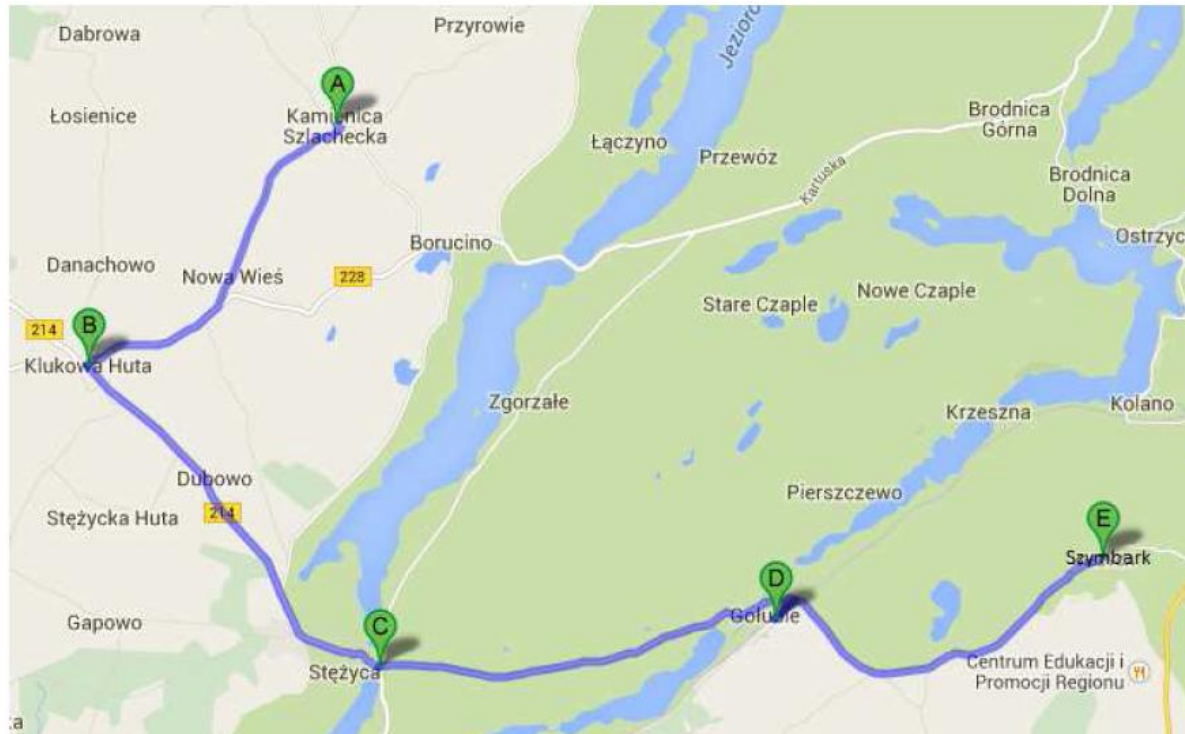 Dabrowa
Przyrowie
Jezioro
A
Łosienice
Kamienica
Szlachecka
Łączyno
Przewóz
Brodnica
Górna
Kartuska
Brodnica
Dolna
Borucino
Ostrzyc
Danachowo
Nowa Wieś
228
Stare Czaple
Nowe Czaple
214
B
Klukowa Huta
Zgorzałe
Krzeszna
Kolano
Dubowo
Pierszczewo
Stężycka Huta
214
E
Szymbark
D
Gołubie
Gapowo
C
Stężyca
Centrum Edukacji i
Promocji Regionu
ka